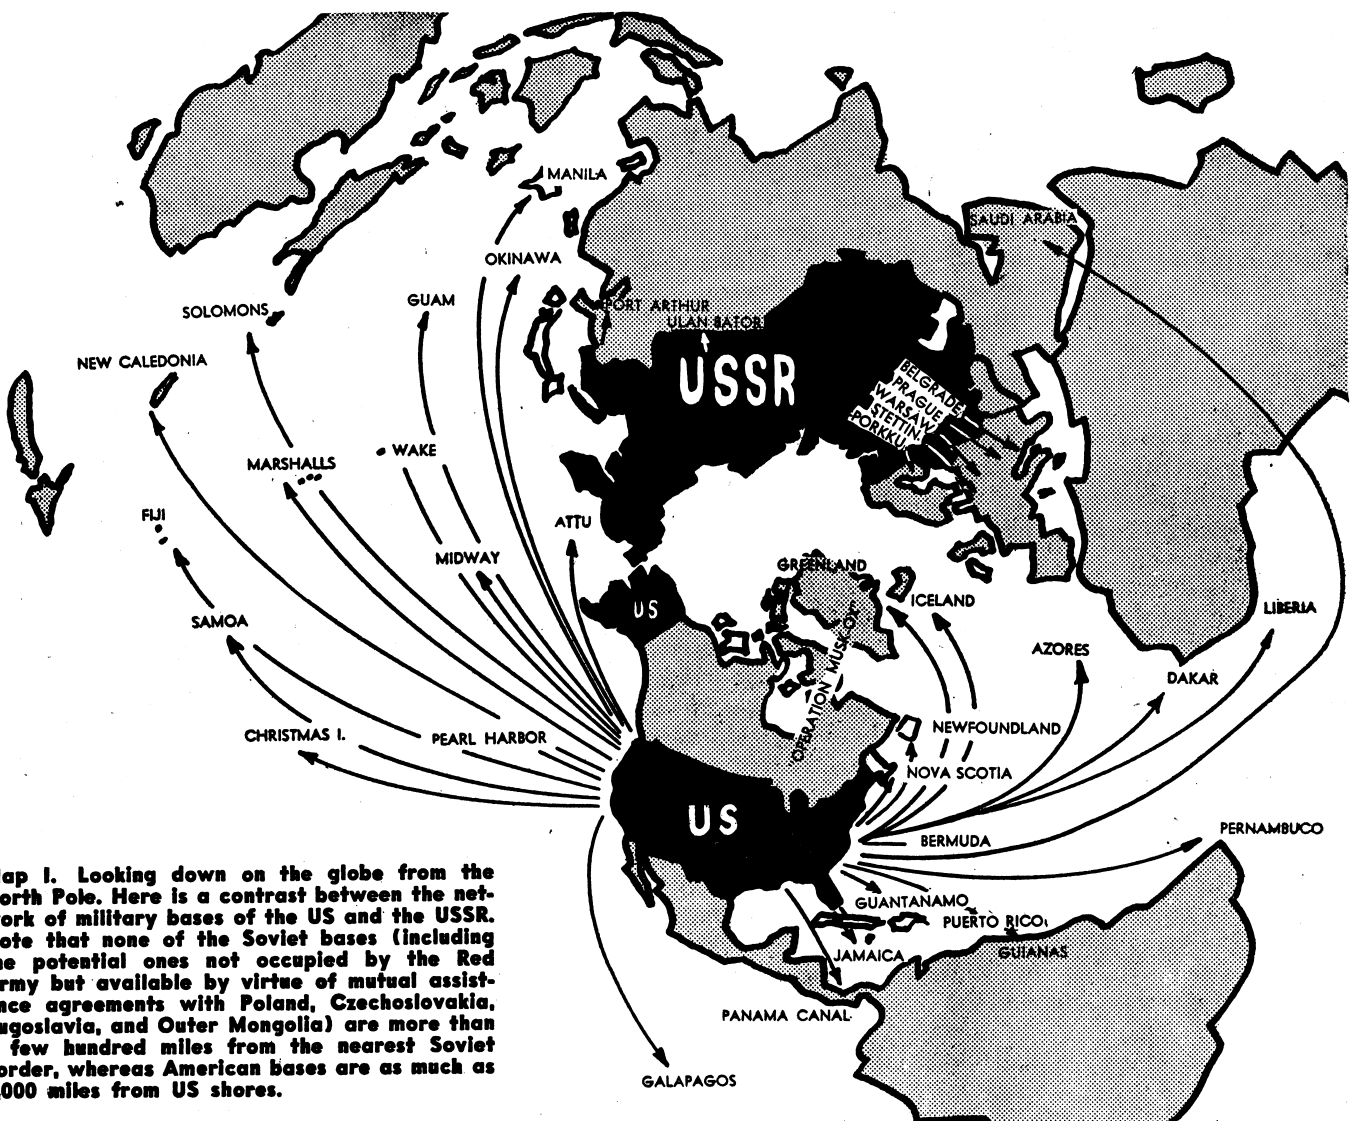 MANILA
SAUDI ARABIA
OKINAWA
GUAM
PORT ARTHUR
SOLOMONS
ULAN BATOR
NEW CALEDONIA
USSR
BELGRADE
PRAGUE
WARSAW
STETTIN
PORKKU
WAKE
MARSHALLS
FIJI
ATTU
MIDWAY
GREENLAND
ICELAND
US
LIBERIA
SAMOA
AZORES
DAKAR
"OPERATION MUSK-OX"
NEWFOUNDLAND
CHRISTMAS I.
PEARL HARBOR
NOVA SCOTIA
US
PERNAMBUCO
BERMUDA
GUANTANAMO
PUERTO RICO
JAMAICA
GUIANAS
PANAMA CANAL
GALAPAGOS
ap I. Looking down on the globe from the
orth Pole. Here is a contrast between the net-
ork of military bases of the US and the USSR.
ote that none of the Soviet bases (including
he potential ones not occupied by the Red
rmy but available by virtue of mutual assist-
nce agreements with Poland, Czechoslovakia,
ugoslavia, and Outer Mongolia) are more than
few hundred miles from the nearest Soviet
order, whereas American bases are as much as
,000 miles from US shores.